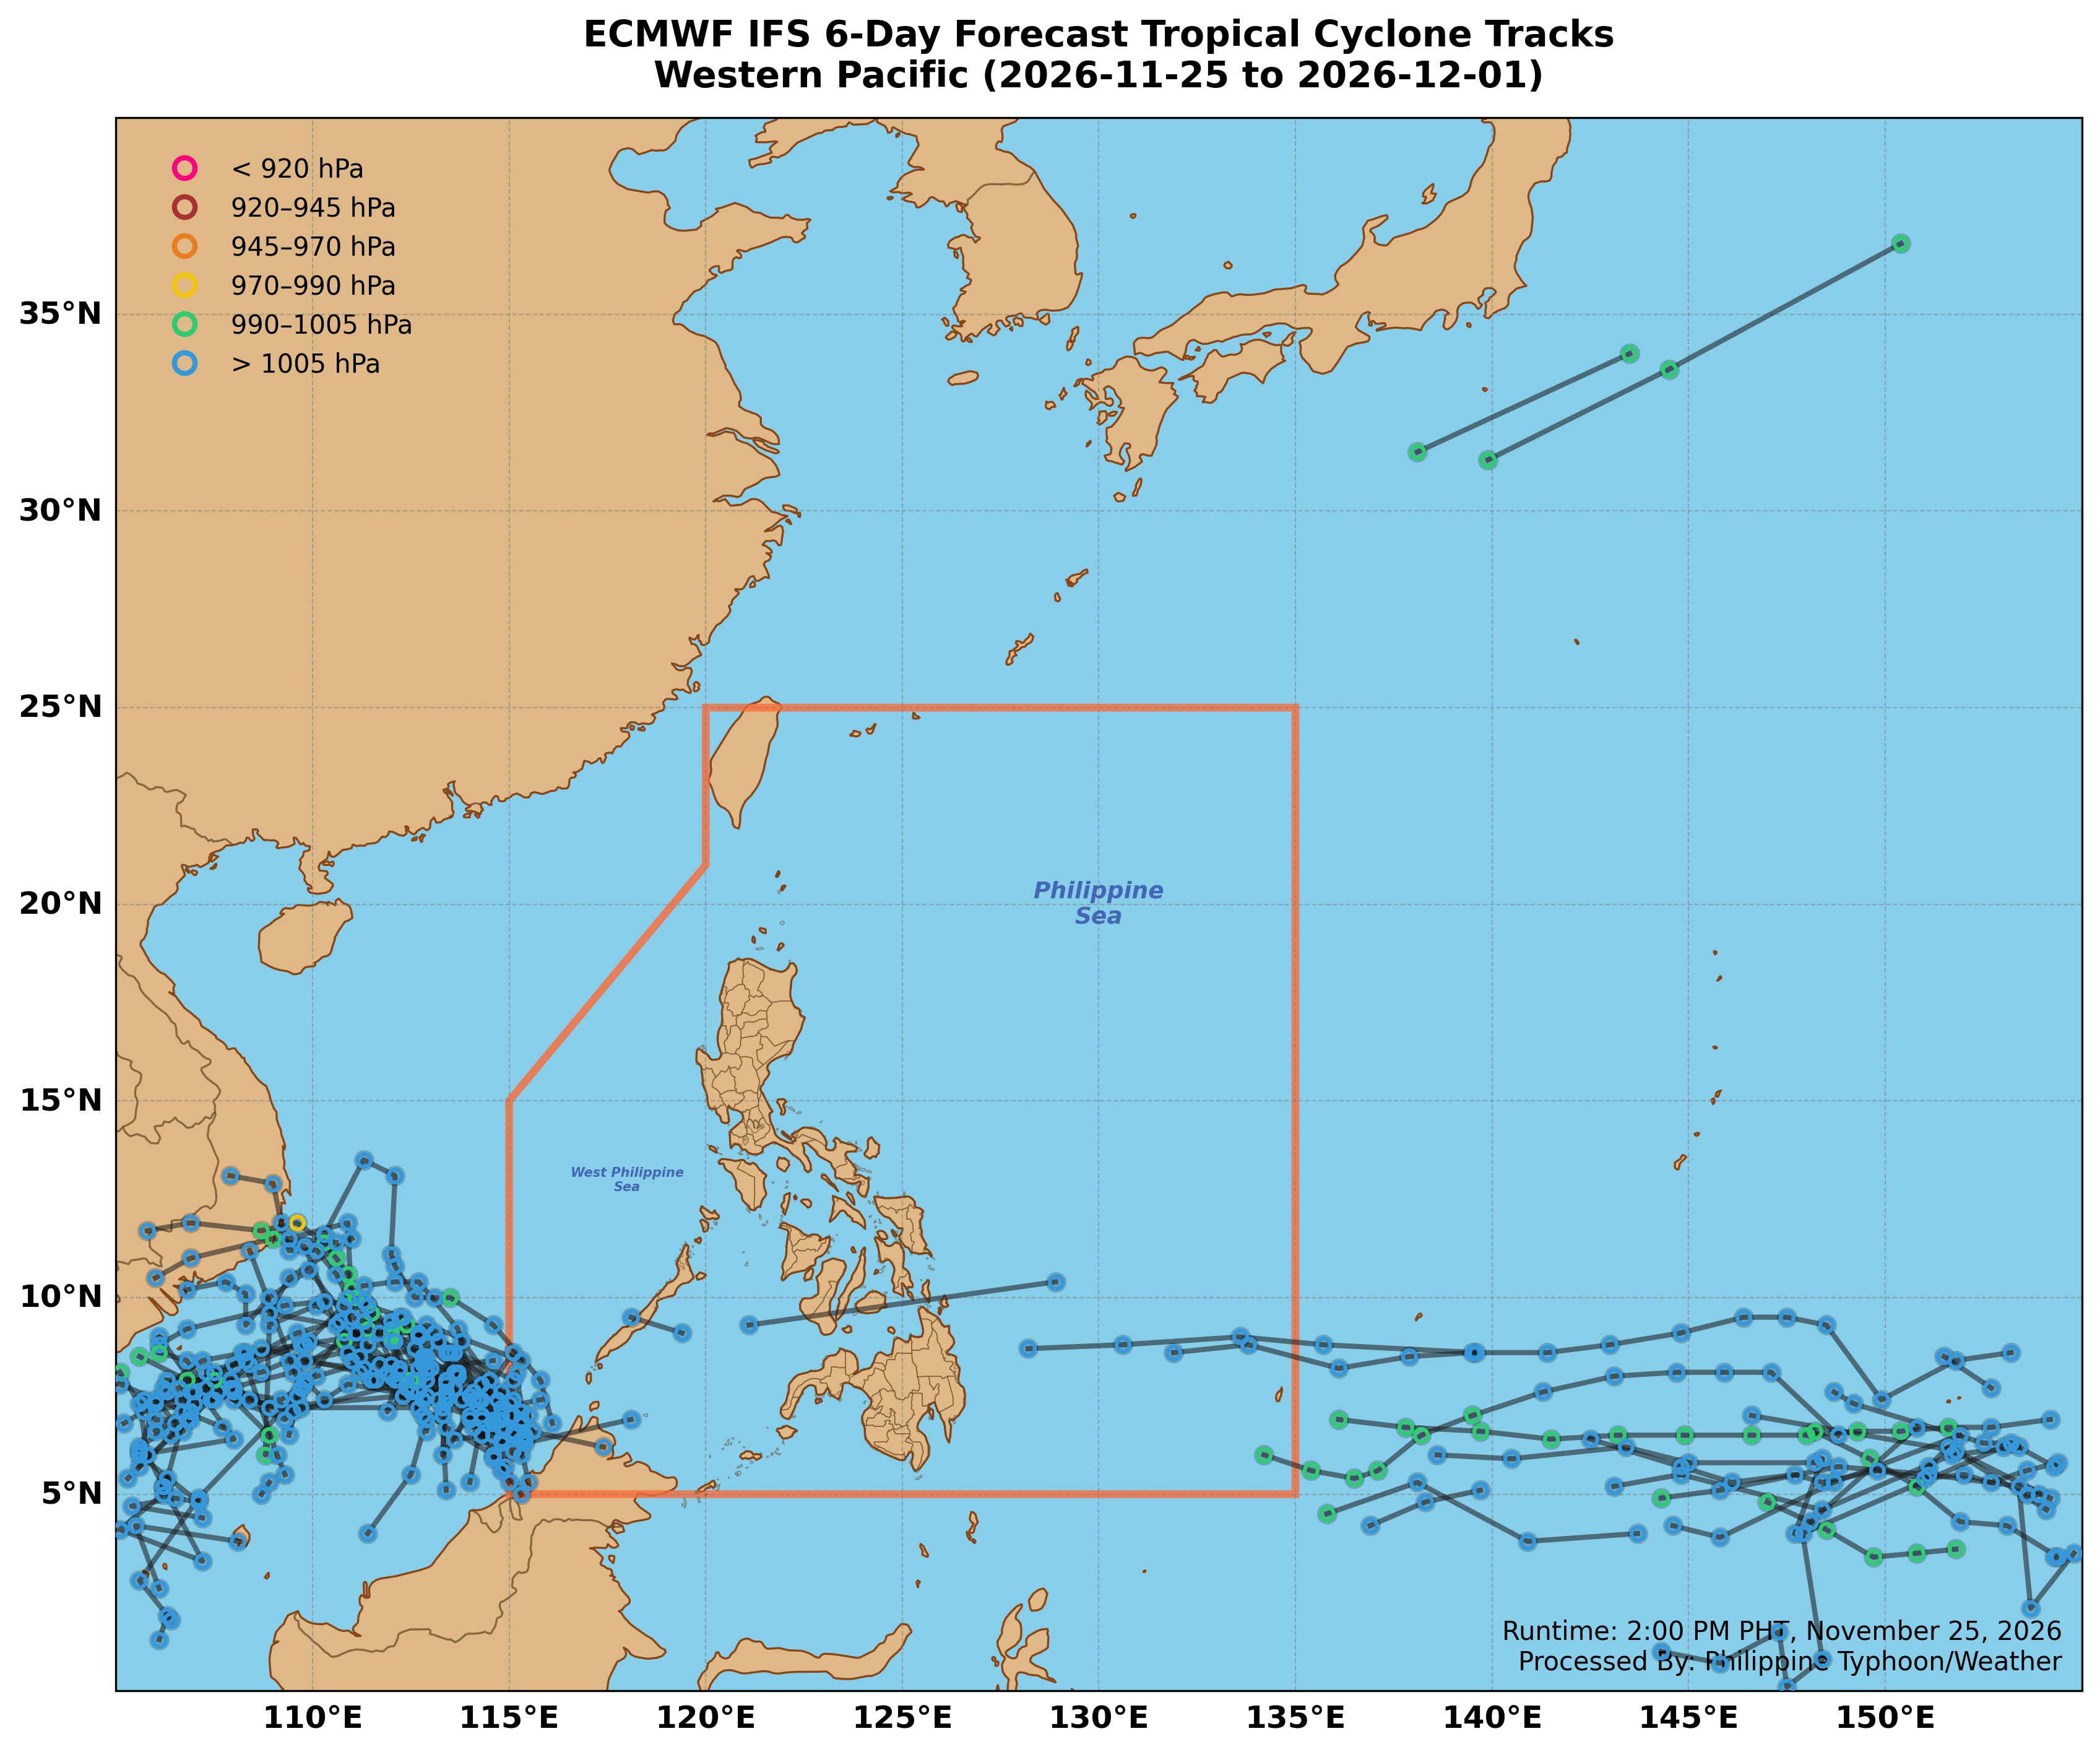 ECMWF IFS 6-Day Forecast Tropical Cyclone Tracks
Western Pacific (2026-11-25 to 2026-12-01)
< 920 hPa
920–945 hPa
945–970 hPa
970–990 hPa
990–1005 hPa
> 1005 hPa
35°N
30°N
25°N
20°N
15°N
10°N
5°N
Philippine
Sea
West Philippine
Sea
Runtime: 2:00 PM PHT, November 25, 2026
Processed By: Philippine Typhoon/Weather
110°E
115°E
120°E
125°E
130°E
135°E
140°E
145°E
150°E